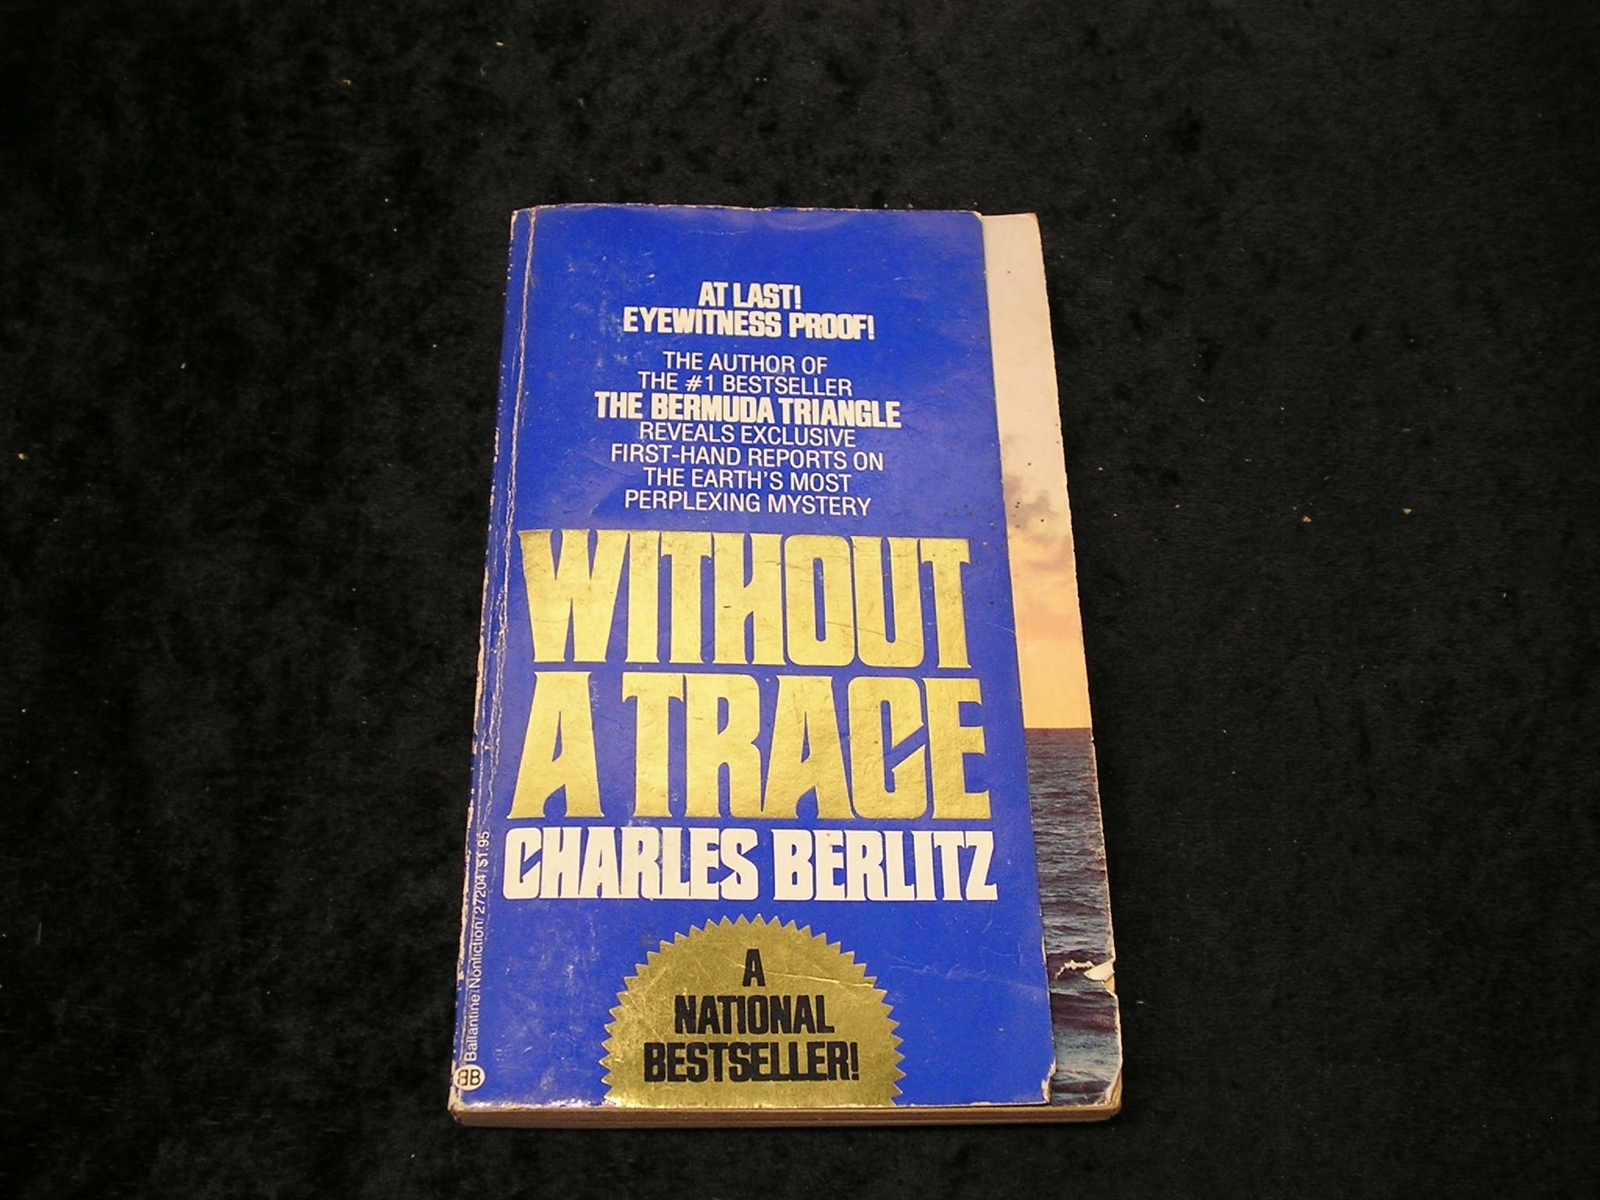 AT LAST!
EYEWITNESS PROOF!
THE AUTHOR OF
THE #1 BESTSELLER
THE BERMUDA TRIANGLE
REVEALS EXCLUSIVE
FIRST-HAND REPORTS ON
THE EARTH'S MOST
PERPLEXING MYSTERY
WITHOUT
A TRACE
CHARLES BERLITZ
A
NATIONAL
BESTSELLER!
BB Ballantine/Nonfiction/27204/$1.95